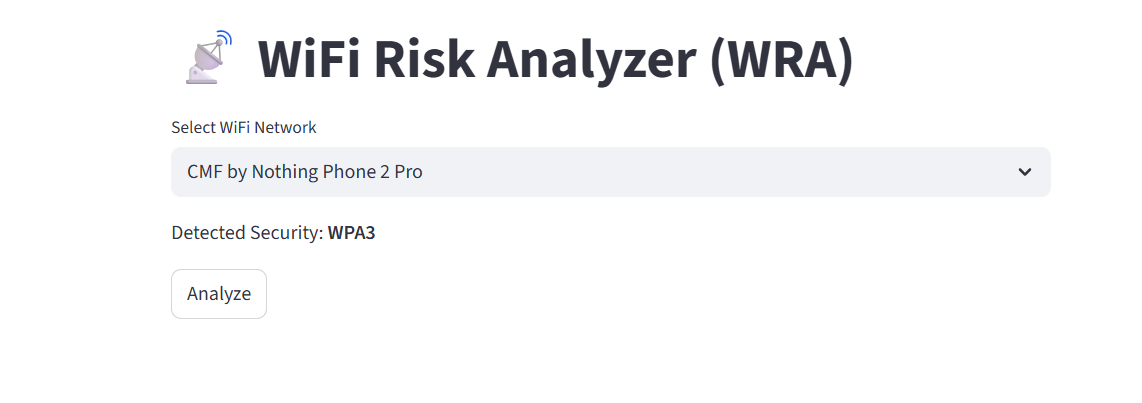 WiFi Risk Analyzer (WRA)
Select WiFi Network
CMF by Nothing Phone 2 Pro
Detected Security: WPA3
Analyze